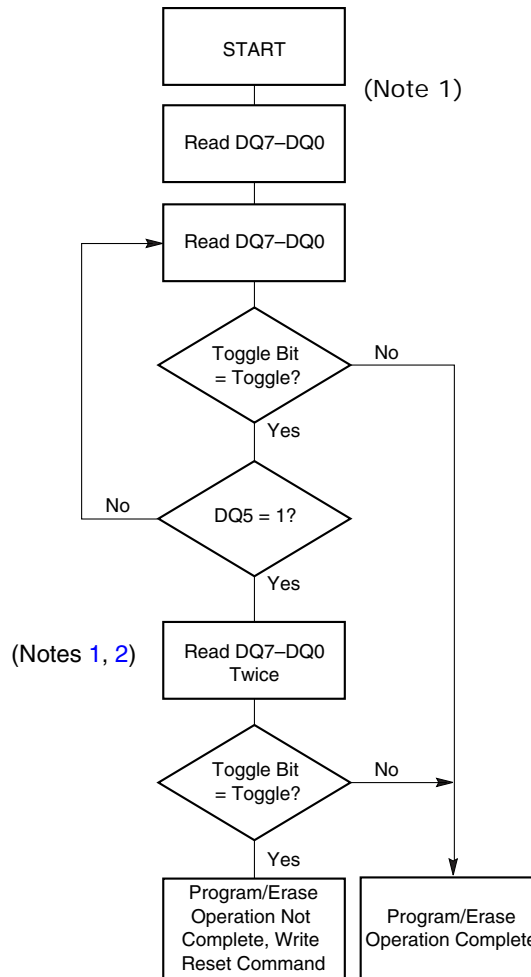 START
(Note 1)
Read DQ7–DQ0
Read DQ7–DQ0
Toggle Bit
= Toggle?
No
Yes
DQ5 = 1?
No
Yes
(Notes 1, 2)
Read DQ7–DQ0
Twice
Toggle Bit
= Toggle?
No
Yes
Program/Erase
Operation Not
Complete, Write
Reset Command
Program/Erase
Operation Complete